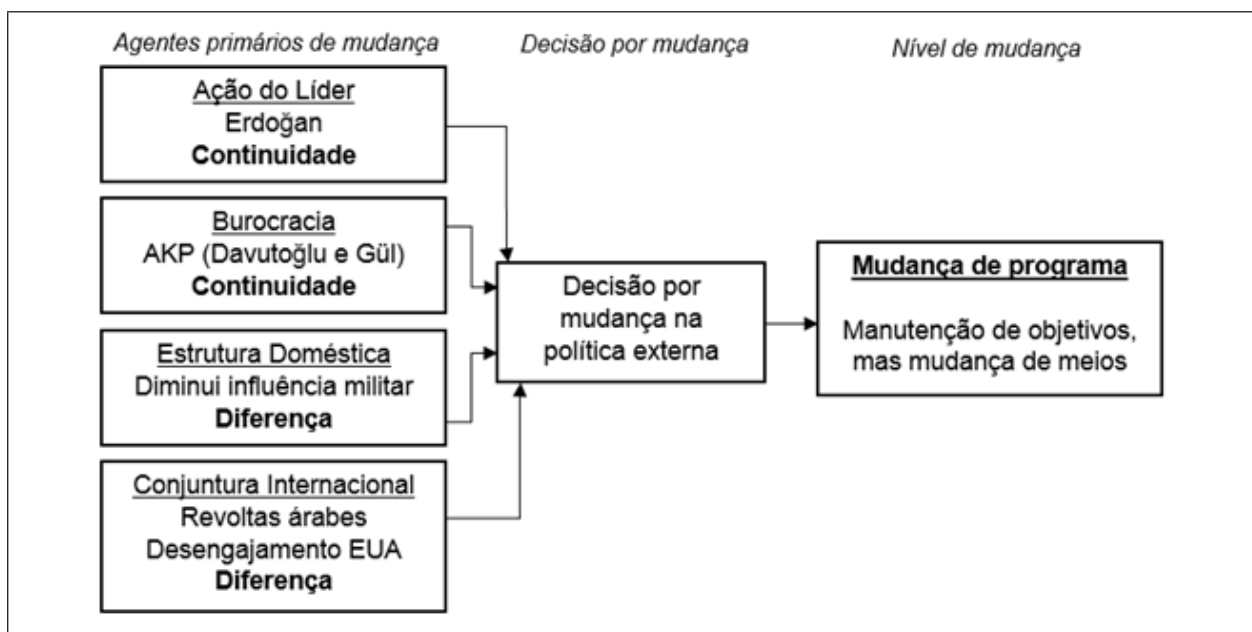 Agentes primários de mudança
Decisão por mudança
Nível de mudança
Ação do Líder
Erdoğan
Continuidade
Burocracia
AKP (Davutoğlu e Gül)
Continuidade
Estrutura Doméstica
Diminui influência militar
Diferença
Conjuntura Internacional
Revoltas árabes
Desengajamento EUA
Diferença
Decisão por
mudança na
política externa
Mudança de programa
Manutenção de objetivos,
mas mudança de meios